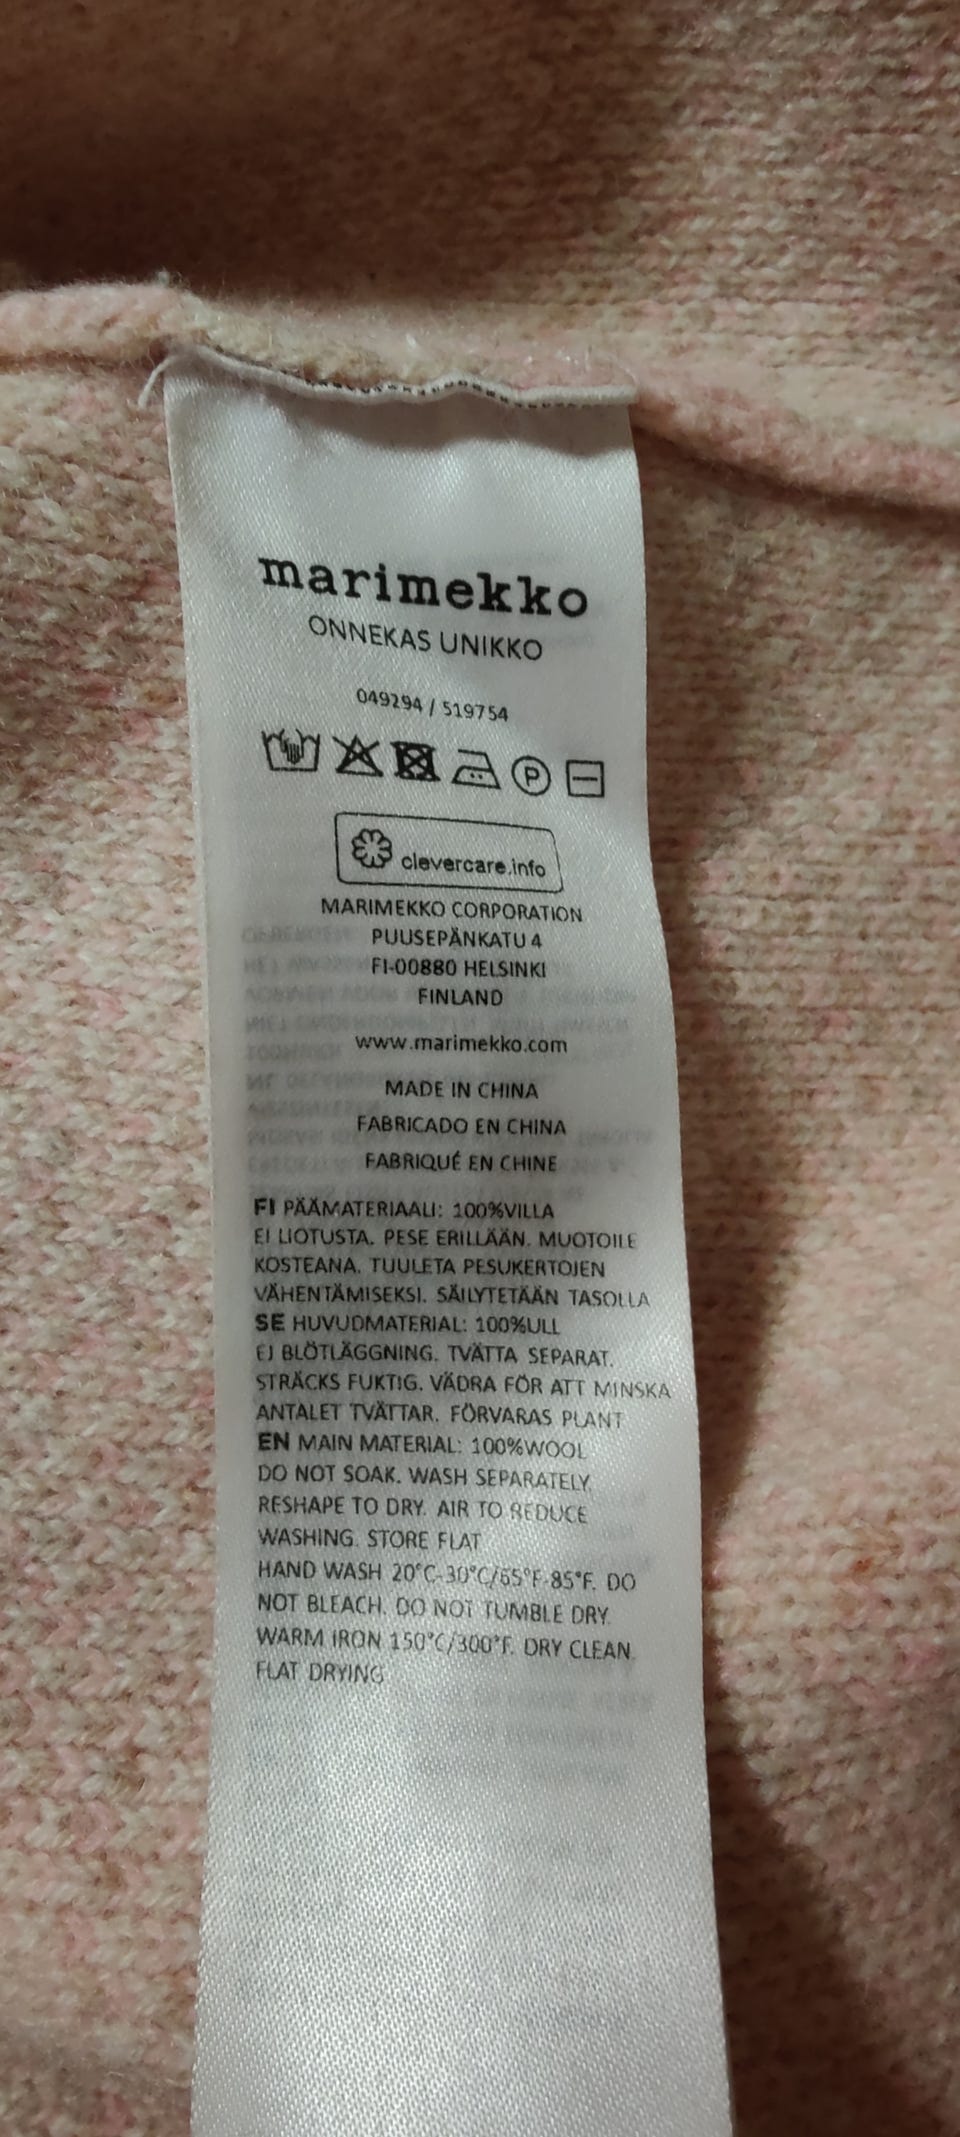 marimekko
ONNEKAS UNIKKO
049294 / 519754
P
clevercare.info
MARIMEKKO CORPORATION
PUUSEPÄNKATU 4
FI-00880 HELSINKI
FINLAND
www.marimekko.com
MADE IN CHINA
FABRICADO EN CHINA
FABRIQUÉ EN CHINE
FI PÄÄMATERIAALI: 100%VILLA
EI LIOTUSTA. PESE ERILLÄÄN. MUOTOILE
KOSTEANA. TUULETA PESUKERTOJEN
VÄHENTÄMISEKSI. SÄILYTETÄÄN TASOLLA
SE HUVUDMATERIAL: 100%ULL
EJ BLÖTLÄGGNING. TVÄTTA SEPARAT.
STRÄCKS FUKTIG. VÄDRA FÖR ATT MINSKA
ANTALET TVÄTTAR. FÖRVARAS PLANT
EN MAIN MATERIAL: 100%WOOL
DO NOT SOAK. WASH SEPARATELY.
RESHAPE TO DRY. AIR TO REDUCE
WASHING. STORE FLAT
HAND WASH 20°C-30°C/65°F-85°F. DO
NOT BLEACH. DO NOT TUMBLE DRY.
WARM IRON 150°C/300°F. DRY CLEAN.
FLAT DRYING